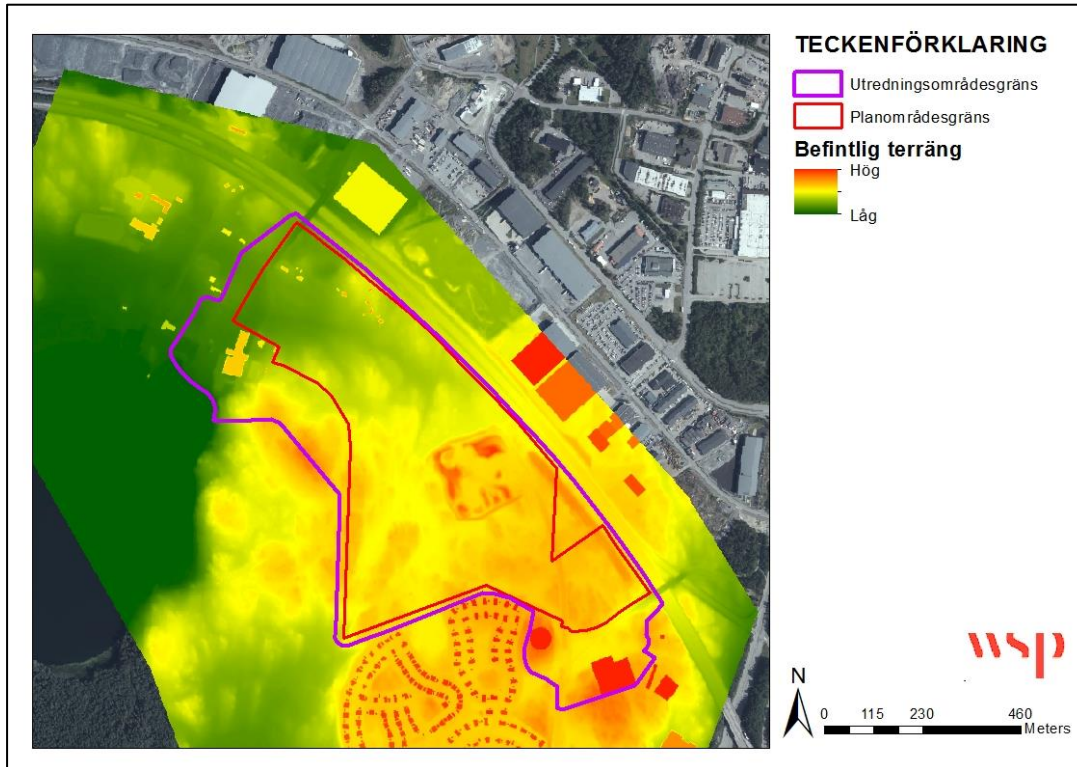 TECKENFÖRKLARING
Utredningsområdesgräns
Planområdesgräns
Befintlig terräng
Hög
Låg
wsp
N
0 115 230 460
Meters